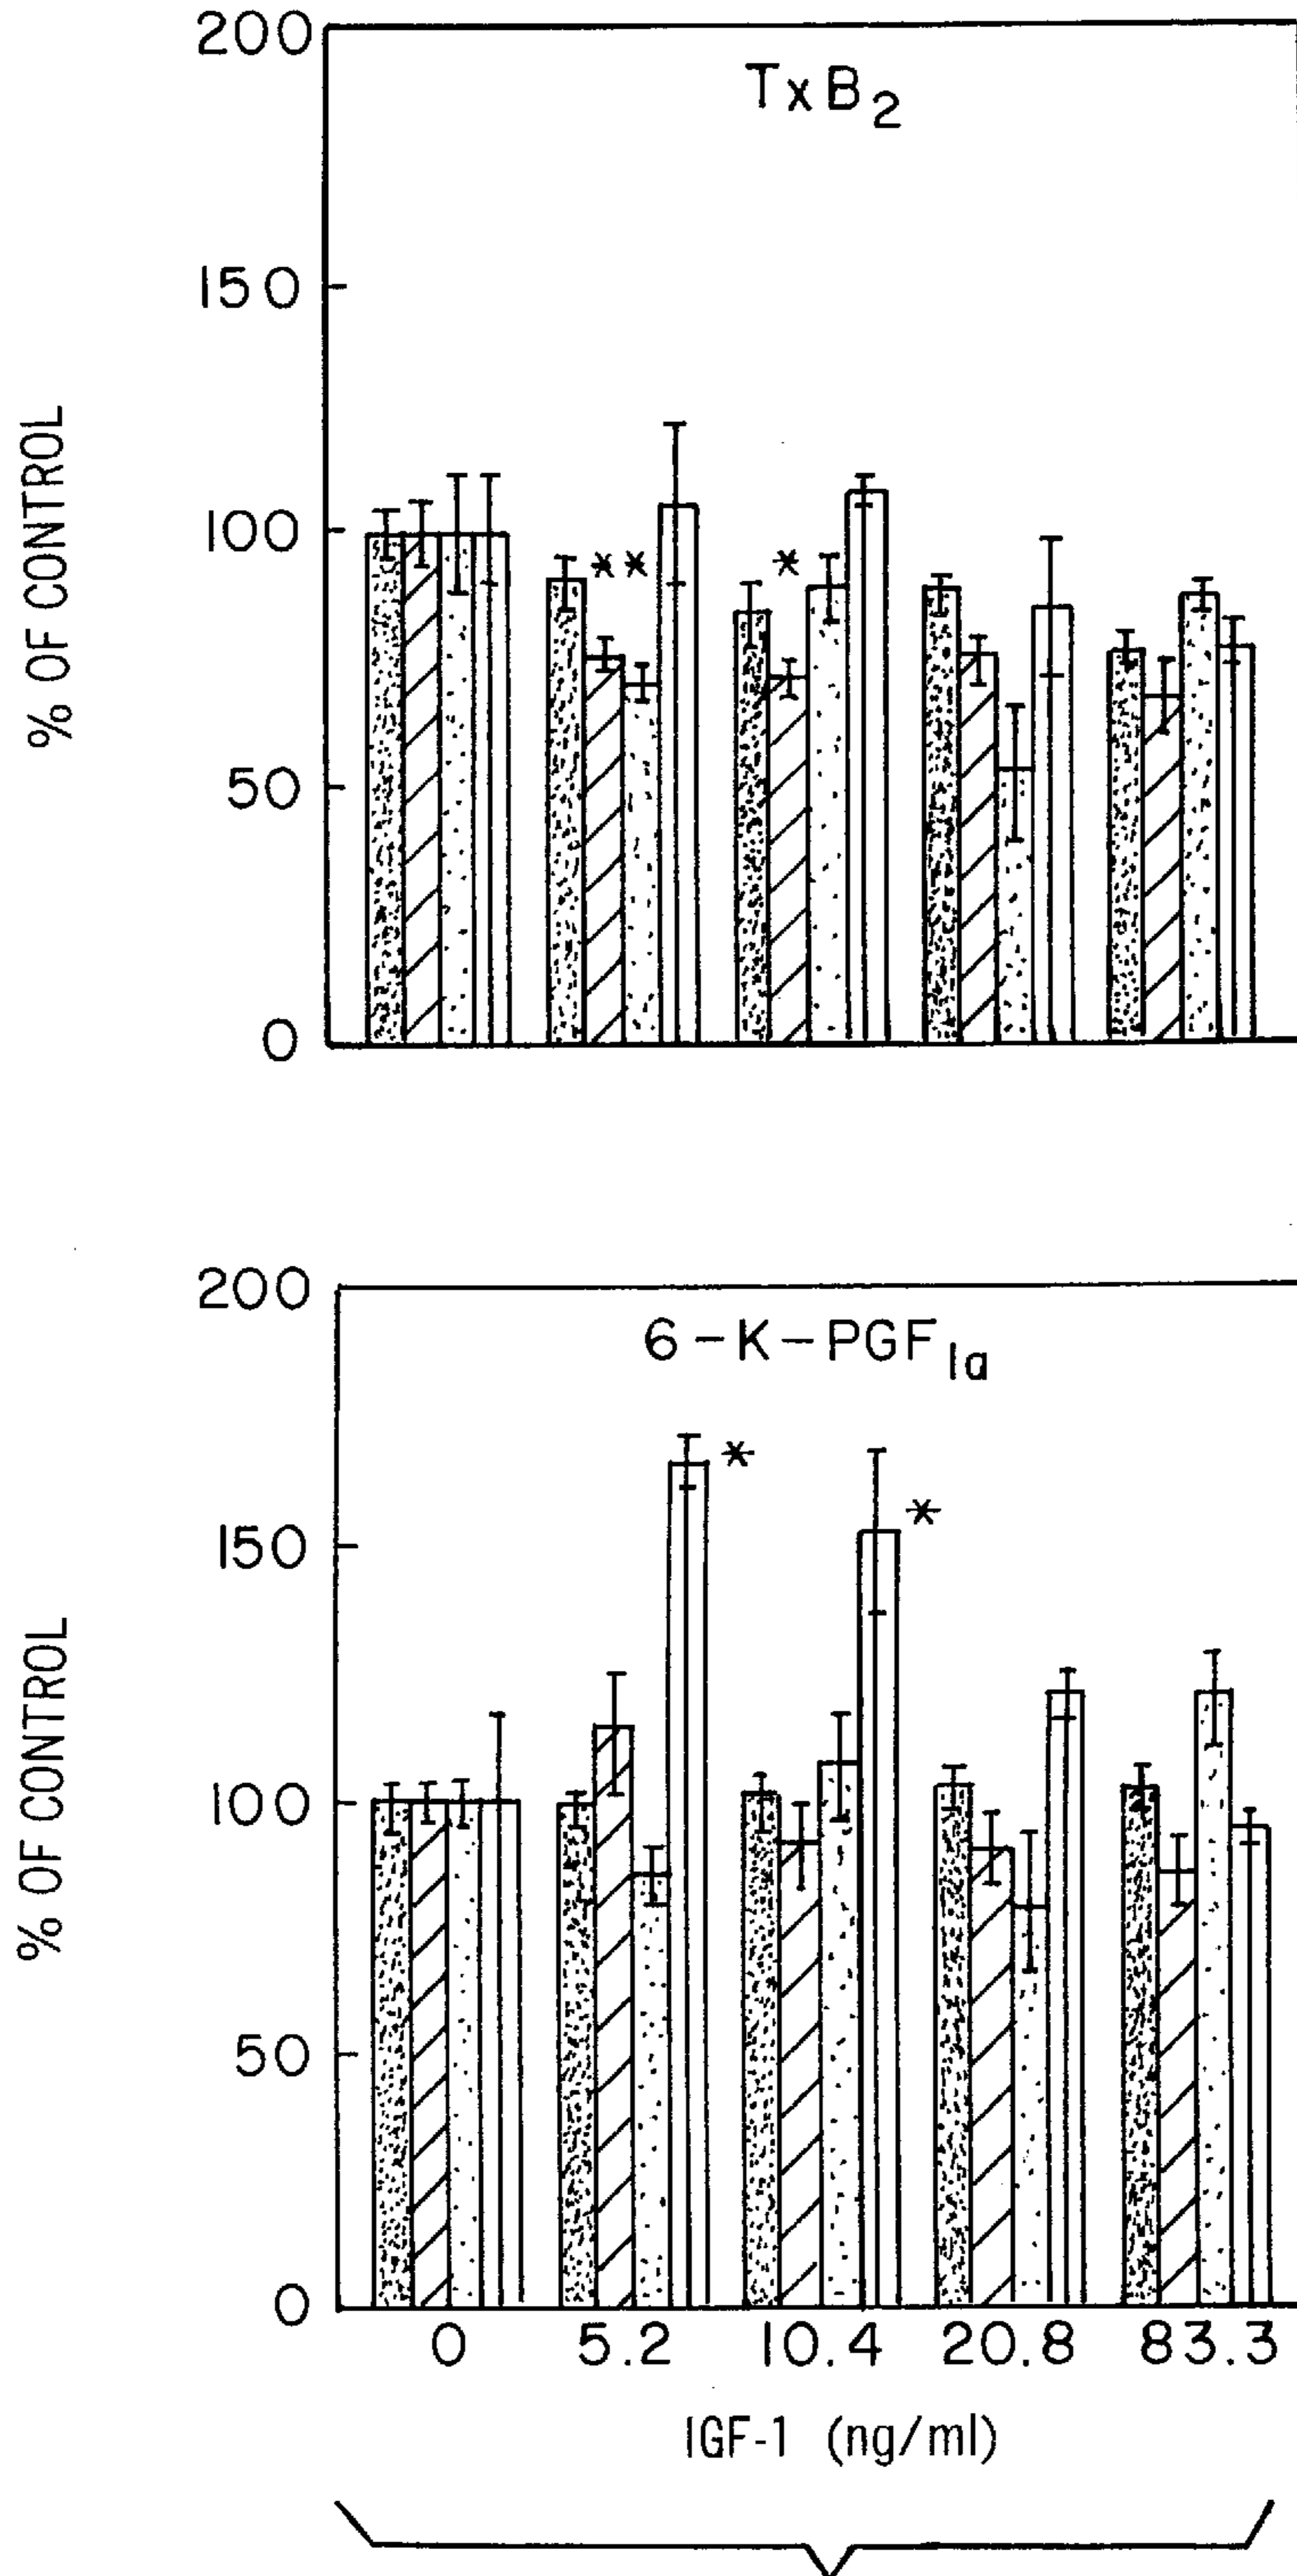 200
TxB2
150
100
50
0
% OF CONTROL
* *
*
200
6-K-PGF1a
150
100
50
0
% OF CONTROL
*
*
0 5.2 10.4 20.8 83.3
IGF-1 (ng/ml)